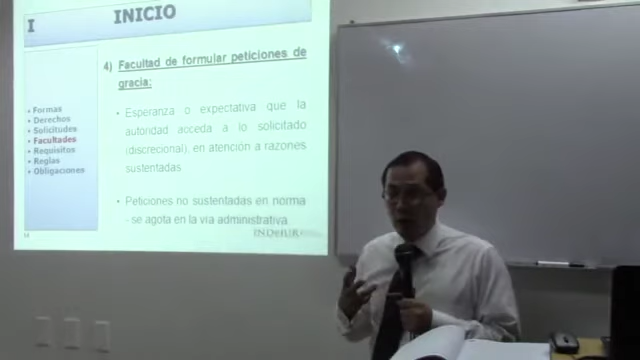 I INICIO
4) Facultad de formular peticiones de
gracia:
• Formas
• Derechos
• Solicitudes
• Facultades
• Requisitos
• Reglas
• Obligaciones
• Esperanza o expectativa que la
autoridad acceda a lo solicitado
(discrecional), en atención a razones
sustentadas.
• Peticiones no sustentadas en norma
- se agota en la vía administrativa.
INDeJUR